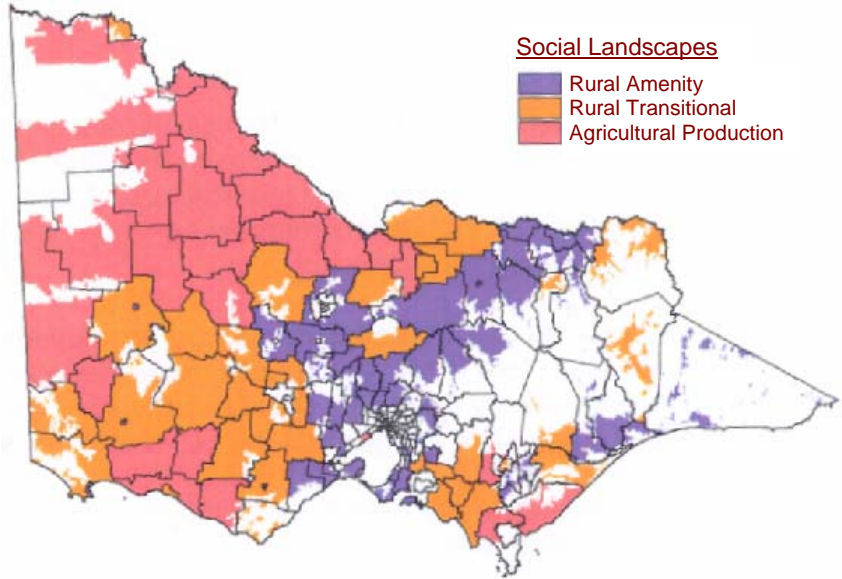 Social Landscapes
Rural Amenity
Rural Transitional
Agricultural Production